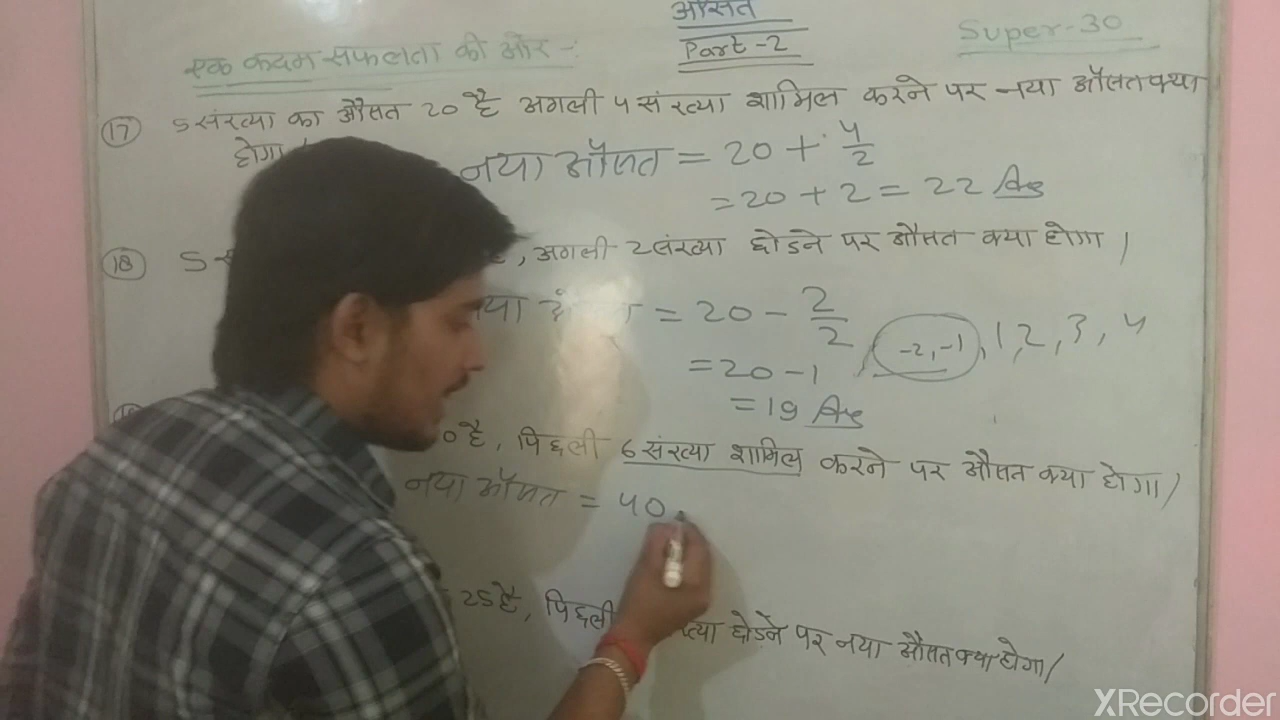 औसत
Part-2
Super-30
एक कदम सफलता की ओर-:
17 5 संख्या का औसत 20 है अगली 4 संख्या शामिल करने पर नया औसत क्या
होगा
नया औसत = 20 + 4/2
= 20 + 2 = 22 Ans
18 5 है, अगली 2 संख्या छोडने पर औसत क्या होगा।
= 20 - 2/2
-2, -1, 1, 2, 3, 4
= 20 - 1
= 19 Ans
0 है, पिछली 6 संख्या शामिल करने पर औसत क्या होगा।
नया औसत = 40
25 है, पिछली छोडने पर नया औसत क्या होगा।
XRecorder